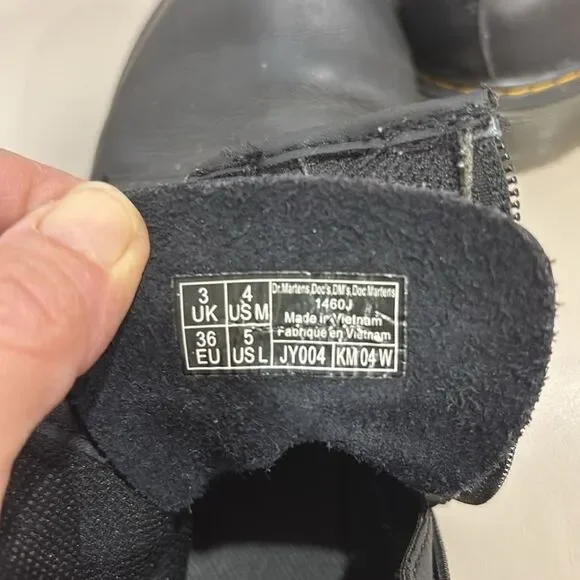 3 UK
4 US M
36 EU
5 US L
Dr.Martens,Doc's,DM's,Doc Martens
1460J
Made in Vietnam
Fabriqué en Vietnam
JY004
KM 04 W